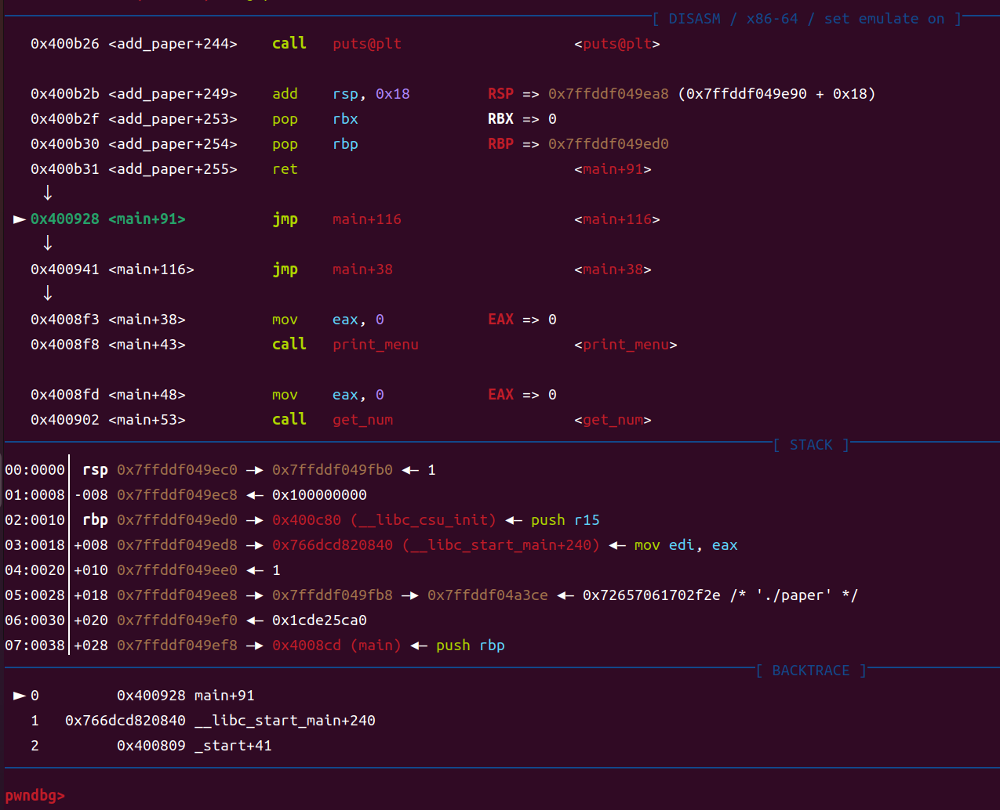 [ DISASM / x86-64 / set emulate on ]
0x400b26 <add_paper+244> call puts@plt <puts@plt>
0x400b2b <add_paper+249> add rsp, 0x18 RSP => 0x7ffddf049ea8 (0x7ffddf049e90 + 0x18)
0x400b2f <add_paper+253> pop rbx RBX => 0
0x400b30 <add_paper+254> pop rbp RBP => 0x7ffddf049ed0
0x400b31 <add_paper+255> ret <main+91>
↓
► 0x400928 <main+91> jmp main+116 <main+116>
↓
0x400941 <main+116> jmp main+38 <main+38>
↓
0x4008f3 <main+38> mov eax, 0 EAX => 0
0x4008f8 <main+43> call print_menu <print_menu>
0x4008fd <main+48> mov eax, 0 EAX => 0
0x400902 <main+53> call get_num <get_num>
[ STACK ]
00:0000│ rsp 0x7ffddf049ec0 —▸ 0x7ffddf049fb0 ◂— 1
01:0008│-008 0x7ffddf049ec8 ◂— 0x100000000
02:0010│ rbp 0x7ffddf049ed0 —▸ 0x400c80 (__libc_csu_init) ◂— push r15
03:0018│+008 0x7ffddf049ed8 —▸ 0x766dcd820840 (__libc_start_main+240) ◂— mov edi, eax
04:0020│+010 0x7ffddf049ee0 ◂— 1
05:0028│+018 0x7ffddf049ee8 —▸ 0x7ffddf049fb8 —▸ 0x7ffddf04a3ce ◂— 0x72657061702f2e /* './paper' */
06:0030│+020 0x7ffddf049ef0 ◂— 0x1cde25ca0
07:0038│+028 0x7ffddf049ef8 —▸ 0x4008cd (main) ◂— push rbp
[ BACKTRACE ]
► 0 0x400928 main+91
1 0x766dcd820840 __libc_start_main+240
2 0x400809 _start+41
pwndbg>